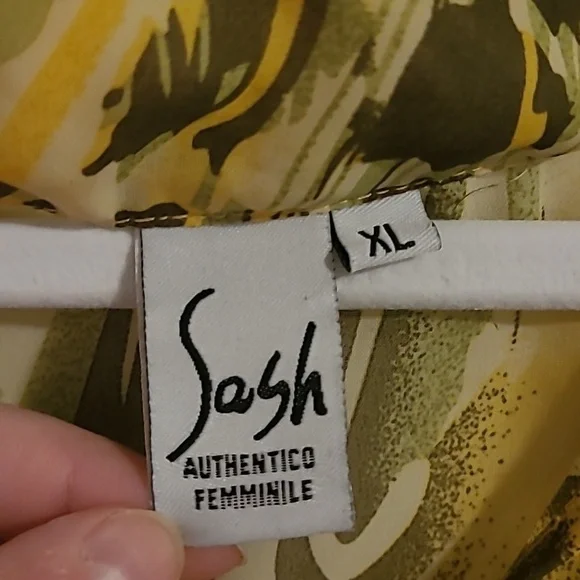 XL
Sash
AUTHENTICO
FEMMINILE